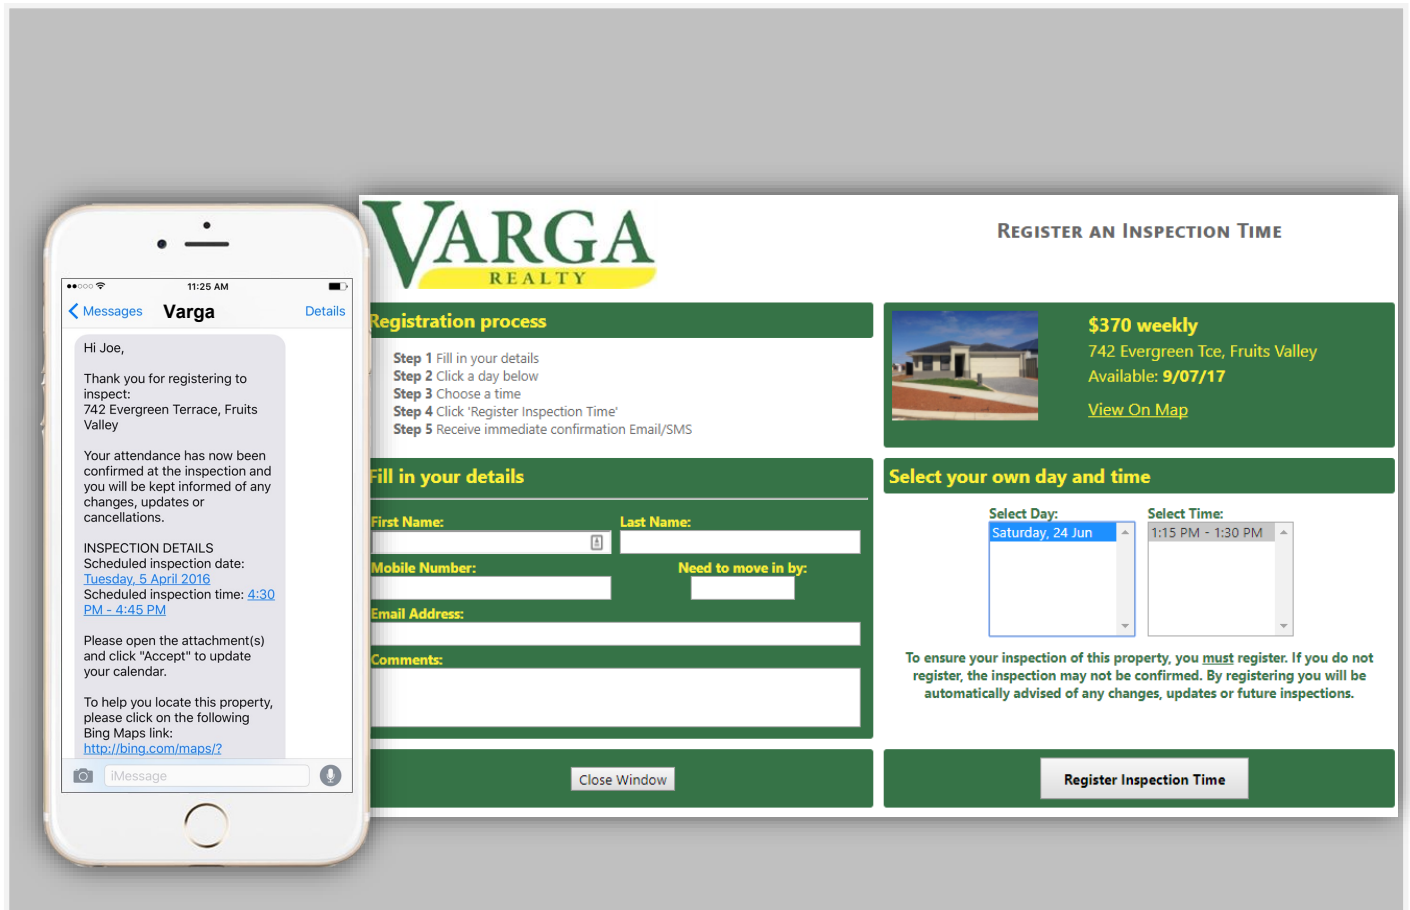 11:25 AM
Messages
Varga
Details
Hi Joe,
Thank you for registering to
inspect:
742 Evergreen Terrace, Fruits
Valley
Your attendance has now been
confirmed at the inspection and
you will be kept informed of any
changes, updates or
cancellations.
INSPECTION DETAILS
Scheduled inspection date:
Tuesday, 5 April 2016
Scheduled inspection time: 4:30
PM - 4:45 PM
Please open the attachment(s)
and click "Accept" to update
your calendar.
To help you locate this property,
please click on the following
Bing Maps link:
http://bing.com/maps/?
iMessage
VARGA
REALTY
REGISTER AN INSPECTION TIME
Registration process
Step 1 Fill in your details
Step 2 Click a day below
Step 3 Choose a time
Step 4 Click 'Register Inspection Time'
Step 5 Receive immediate confirmation Email/SMS
$370 weekly
742 Evergreen Tce, Fruits Valley
Available: 9/07/17
View On Map
Fill in your details
First Name:
Last Name:
Mobile Number:
Need to move in by:
Email Address:
Comments:
Close Window
Select your own day and time
Select Day:
Select Time:
Saturday, 24 Jun
1:15 PM - 1:30 PM
To ensure your inspection of this property, you must register. If you do not
register, the inspection may not be confirmed. By registering you will be
automatically advised of any changes, updates or future inspections.
Register Inspection Time